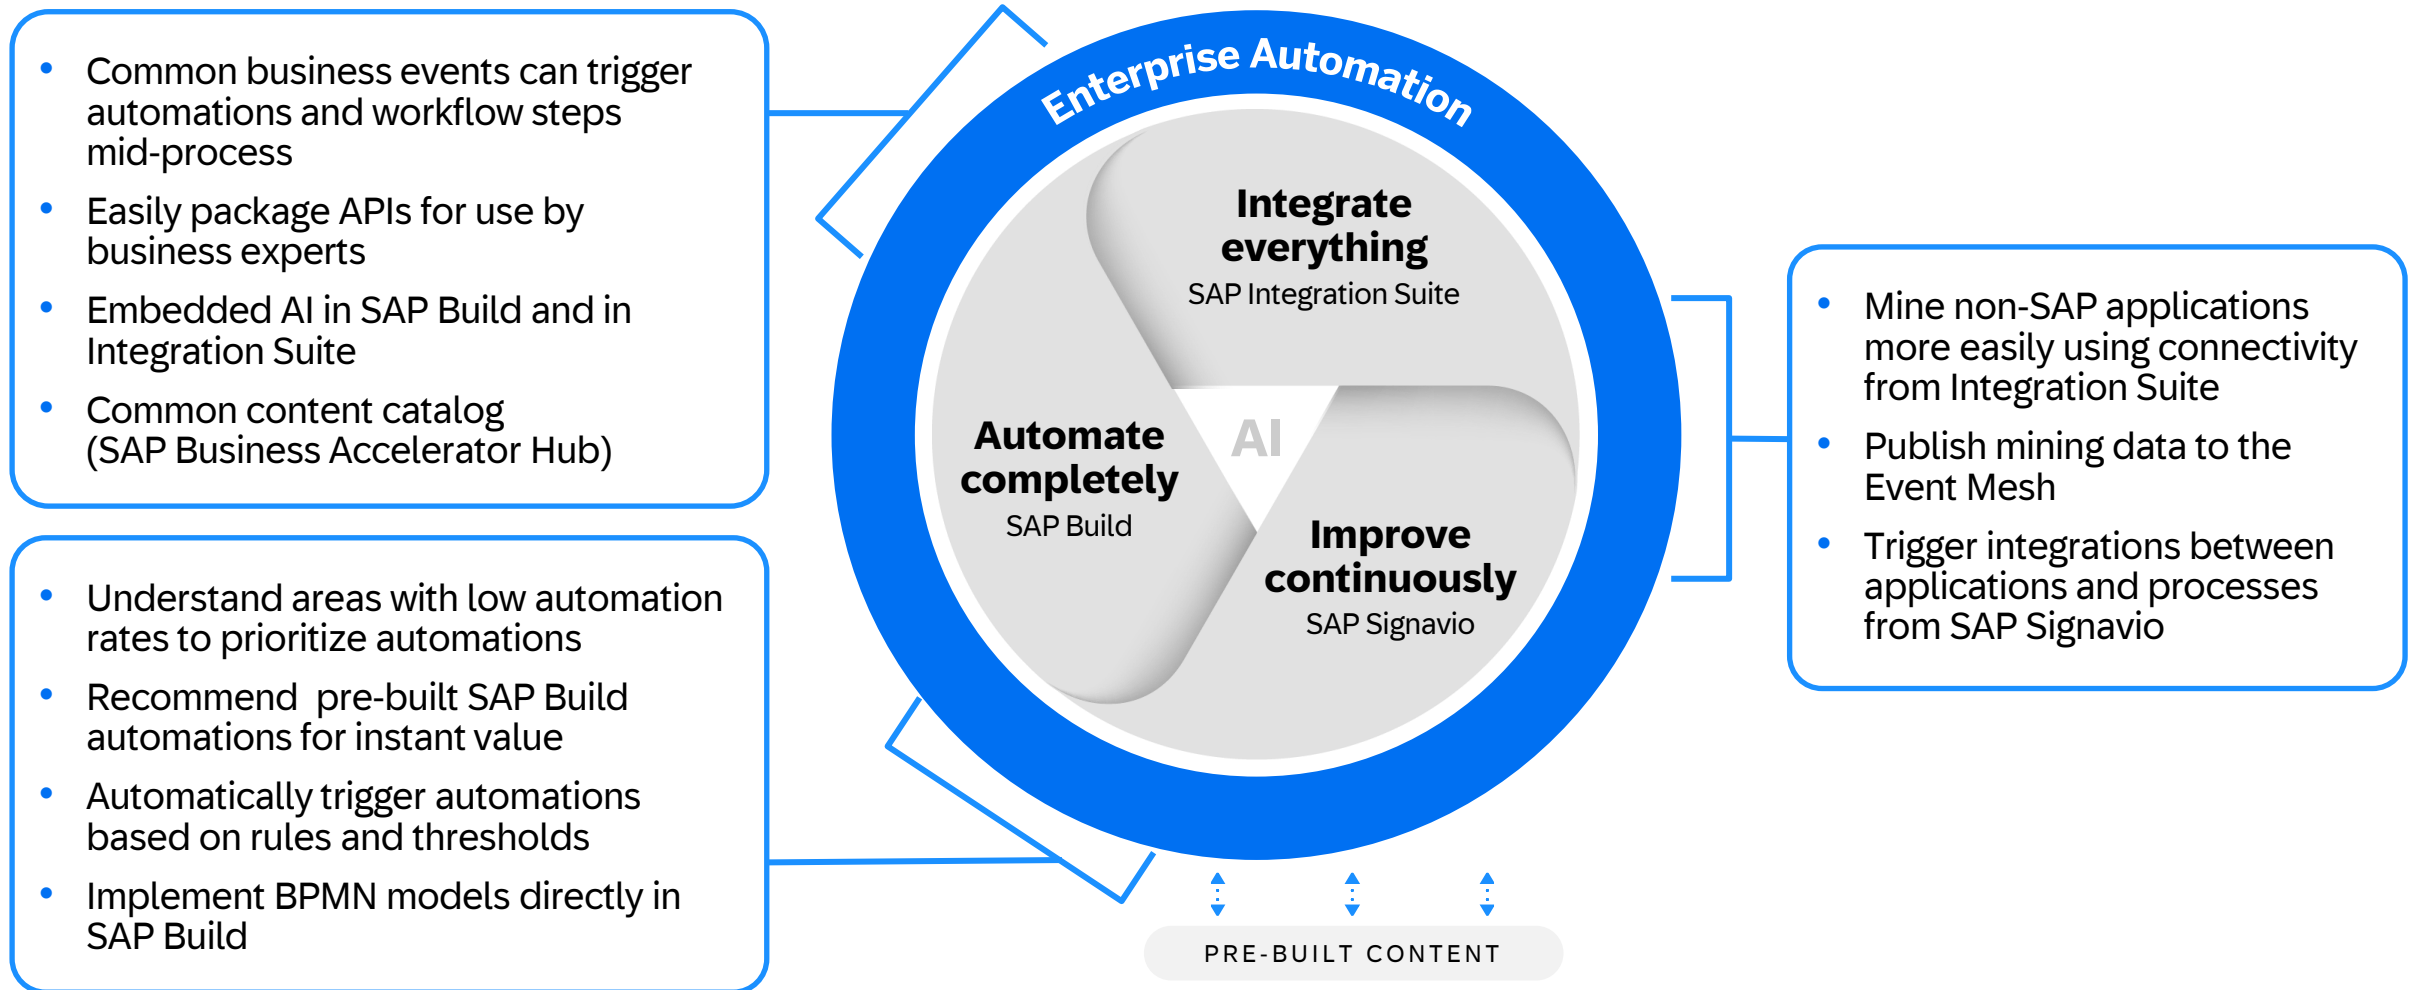 • Common business events can trigger
automations and workflow steps
mid-process
• Easily package APIs for use by
business experts
• Embedded AI in SAP Build and in
Integration Suite
• Common content catalog
(SAP Business Accelerator Hub)
• Understand areas with low automation
rates to prioritize automations
• Recommend  pre-built SAP Build
automations for instant value
• Automatically trigger automations
based on rules and thresholds
• Implement BPMN models directly in
SAP Build
Enterprise Automation
Integrate
everything
SAP Integration Suite
Automate
completely
SAP Build
AI
Improve
continuously
SAP Signavio
PRE-BUILT CONTENT
• Mine non-SAP applications
more easily using connectivity
from Integration Suite
• Publish mining data to the
Event Mesh
• Trigger integrations between
applications and processes
from SAP Signavio